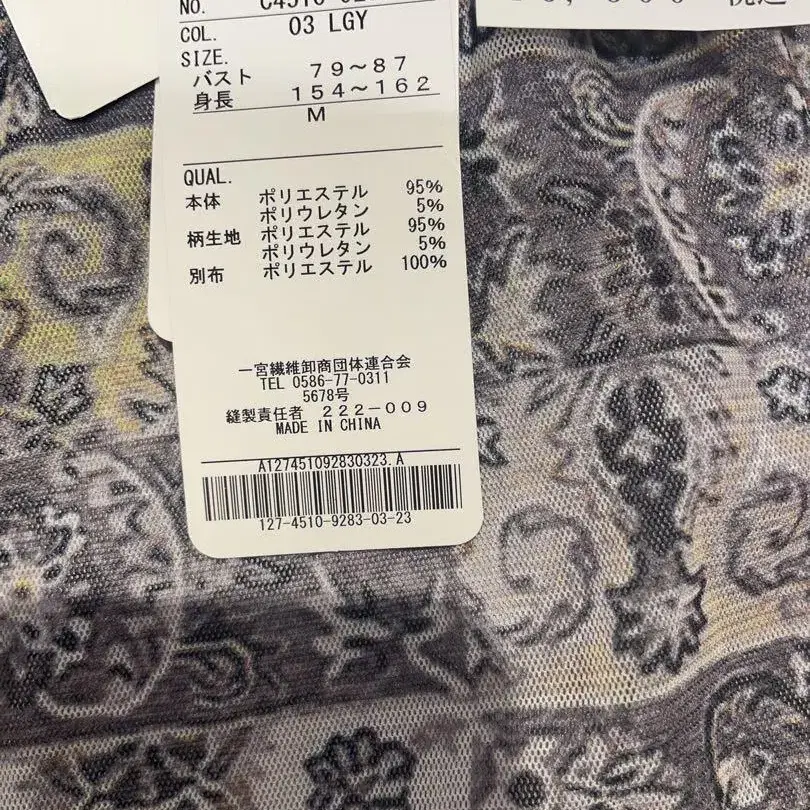 NO.
COL. 03 LGY
SIZE.
バスト 79～87
身長 154～162
M
QUAL.
本体 ポリエステル 95%
ポリウレタン 5%
柄生地 ポリエステル 95%
ポリウレタン 5%
別布 ポリエステル 100%
一宮繊維卸商団体連合会
TEL 0586-77-0311
5678号
縫製責任者 222-009
MADE IN CHINA
A127451092830323.A
127-4510-9283-03-23